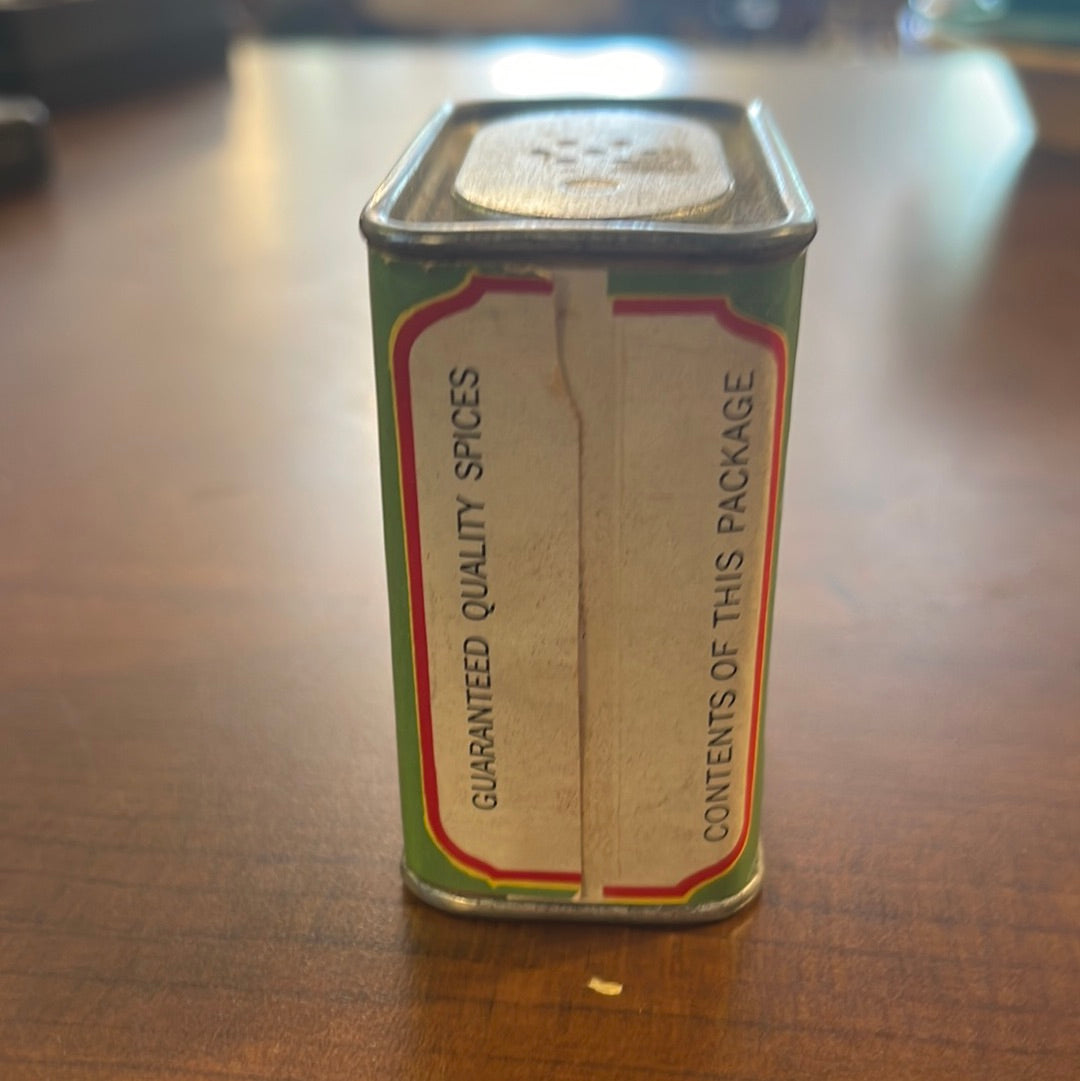 GUARANTEED QUALITY SPICES
CONTENTS OF THIS PACKAGE